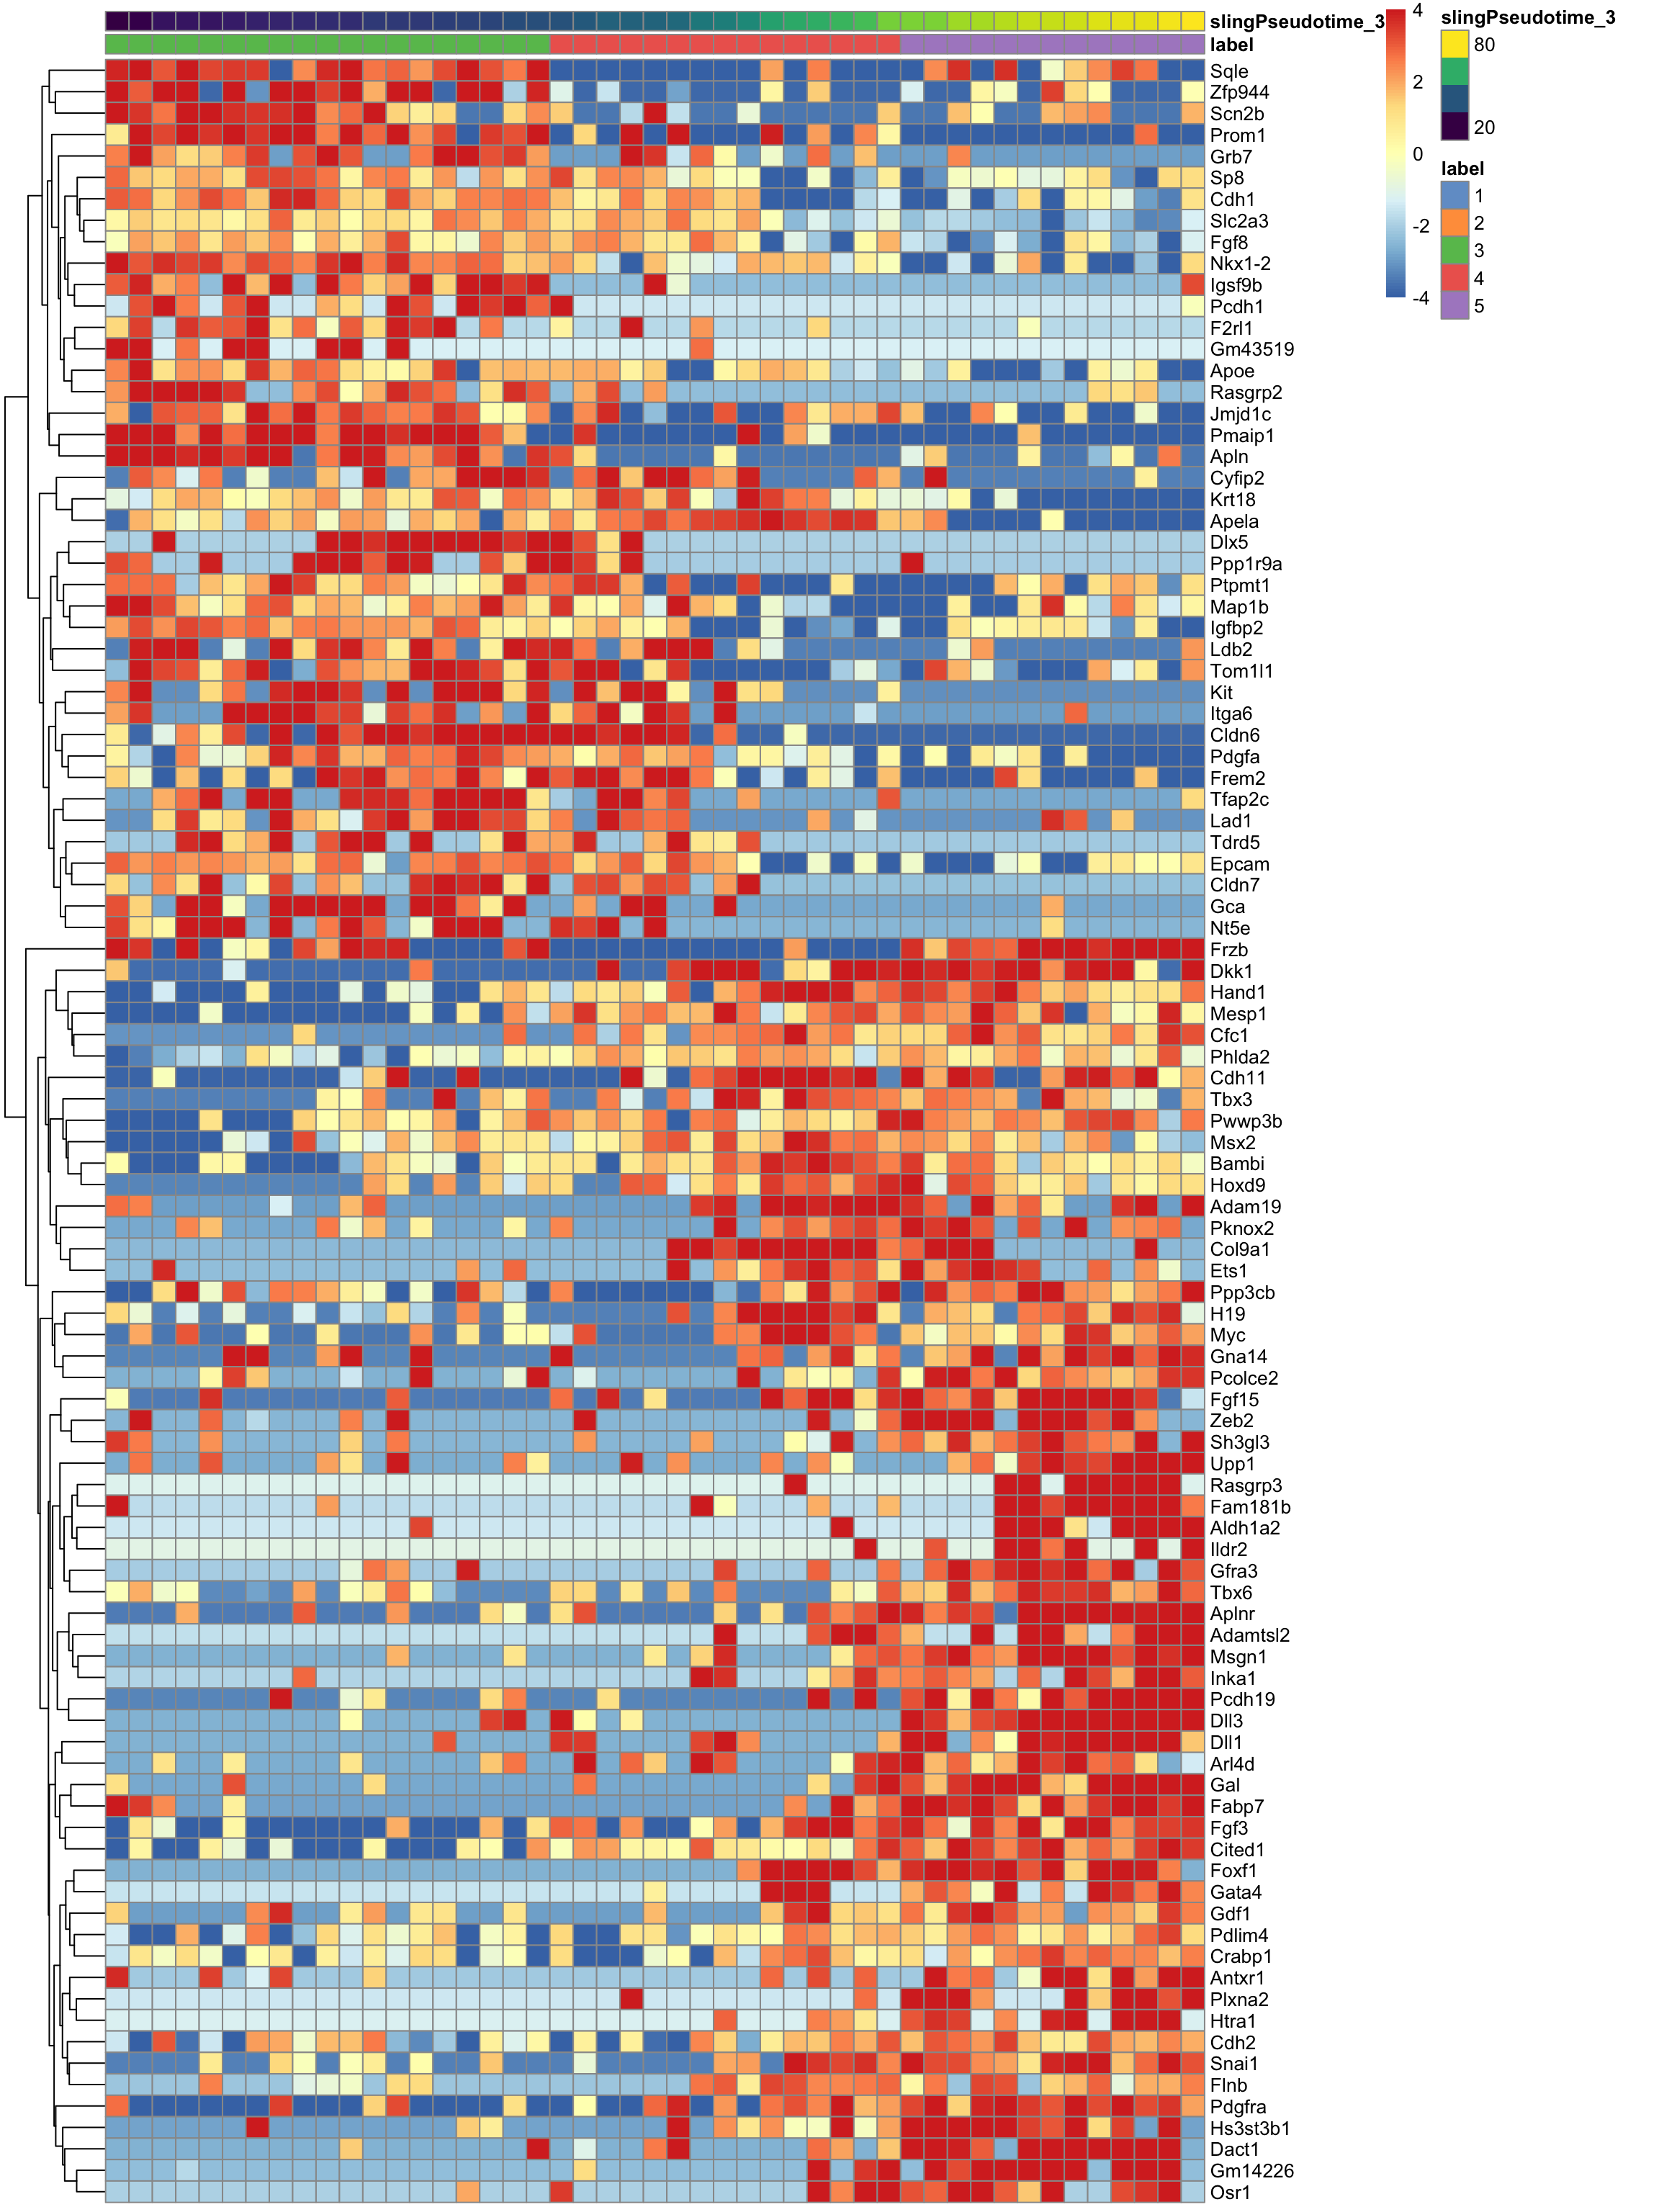 slingPseudotime_3
label
Sqle
Zfp944
Scn2b
Prom1
Grb7
Sp8
Cdh1
Slc2a3
Fgf8
Nkx1-2
Igsf9b
Pcdh1
F2rl1
Gm43519
Apoe
Rasgrp2
Jmjd1c
Pmaip1
Apln
Cyfip2
Krt18
Apela
Dlx5
Ppp1r9a
Ptpmt1
Map1b
Igfbp2
Ldb2
Tom1l1
Kit
Itga6
Cldn6
Pdgfa
Frem2
Tfap2c
Lad1
Tdrd5
Epcam
Cldn7
Gca
Nt5e
Frzb
Dkk1
Hand1
Mesp1
Cfc1
Phlda2
Cdh11
Tbx3
Pwwp3b
Msx2
Bambi
Hoxd9
Adam19
Pknox2
Col9a1
Ets1
Ppp3cb
H19
Myc
Gna14
Pcolce2
Fgf15
Zeb2
Sh3gl3
Upp1
Rasgrp3
Fam181b
Aldh1a2
Ildr2
Gfra3
Tbx6
Aplnr
Adamtsl2
Msgn1
Inka1
Pcdh19
Dll3
Dll1
Arl4d
Gal
Fabp7
Fgf3
Cited1
Foxf1
Gata4
Gdf1
Pdlim4
Crabp1
Antxr1
Plxna2
Htra1
Cdh2
Snai1
Flnb
Pdgfra
Hs3st3b1
Dact1
Gm14226
Osr1
4
2
0
-2
-4
slingPseudotime_3
80
20
label
1
2
3
4
5